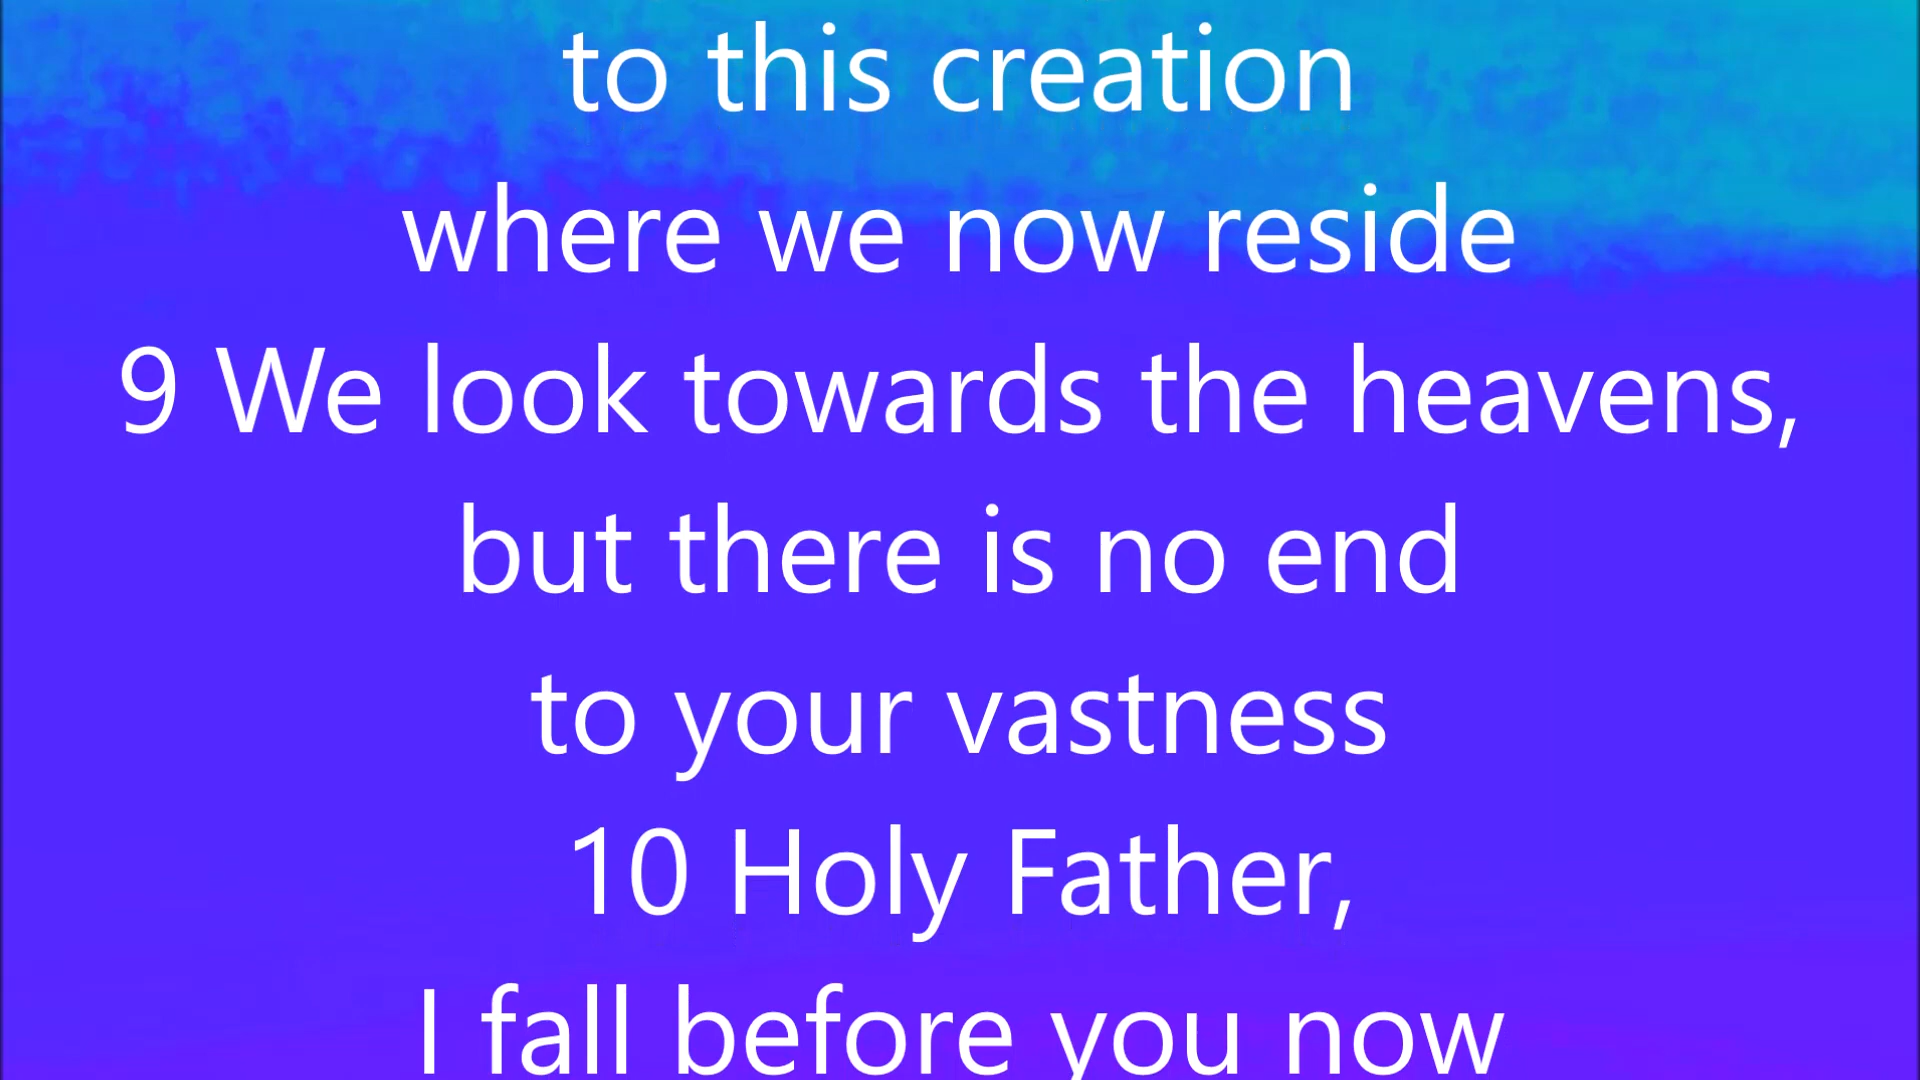 to this creation
where we now reside
9 We look towards the heavens,
but there is no end
to your vastness
10 Holy Father,
I fall before you now